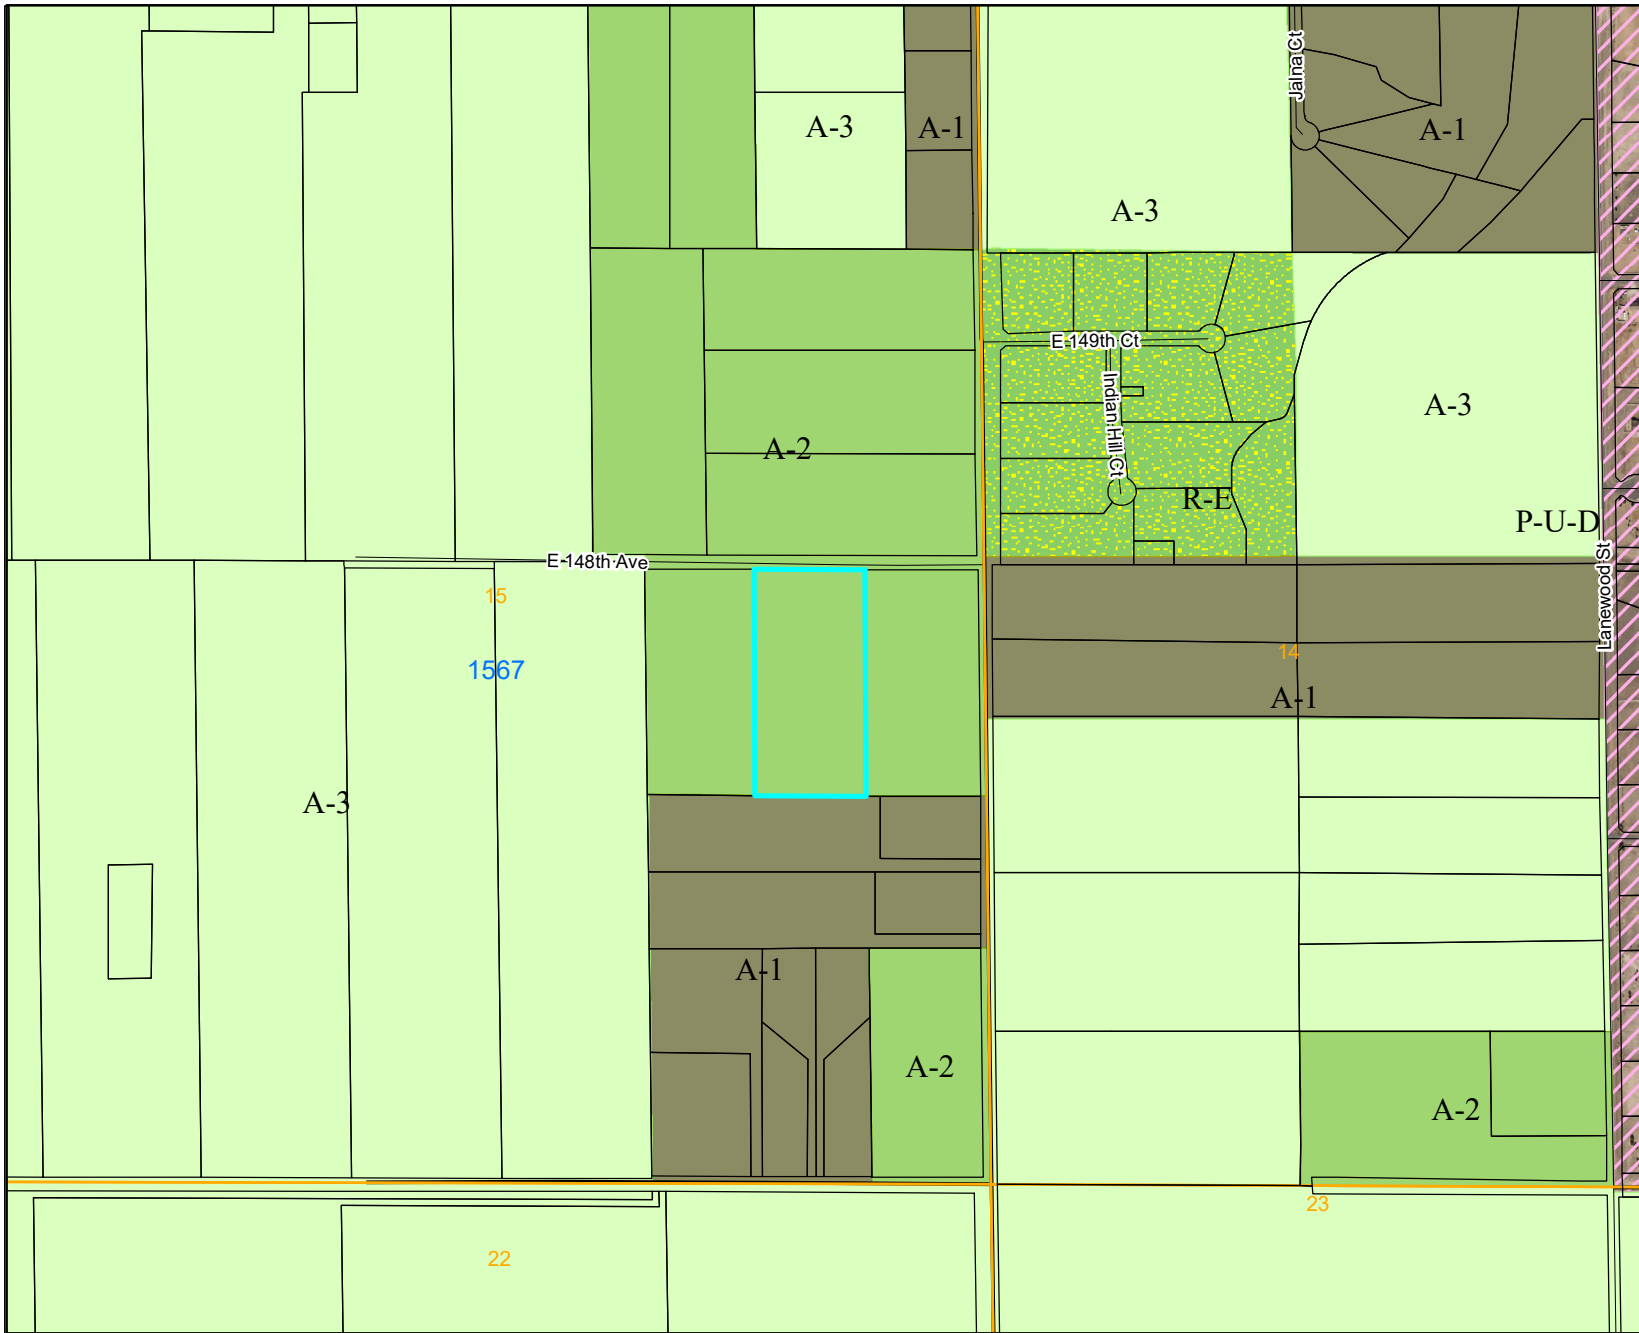 Jalna Ct
A-3
A-1
A-1
A-3
E 149th Ct
Indian Hill Ct
A-3
A-2
R-E
P-U-D
E 148th Ave
Lanewood St
15
14
1567
A-1
A-3
A-1
A-2
A-2
23
22